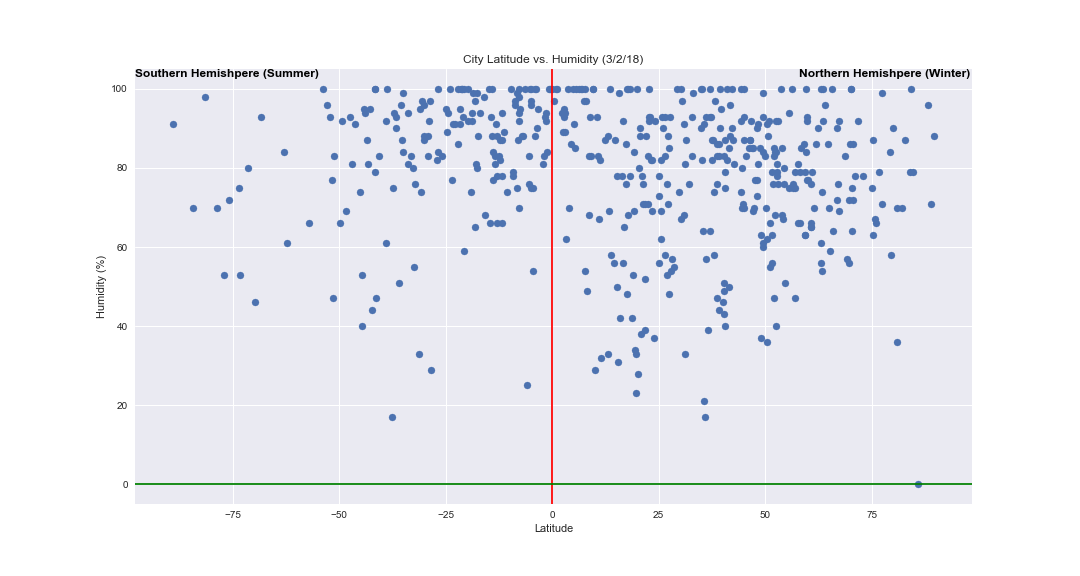 City Latitude vs. Humidity (3/2/18)
Southern Hemishpere (Summer) Northern Hemishpere (Winter)
Humidity (%)
100
80
60
40
20
0
−75 −50 −25 0 25 50 75
Latitude